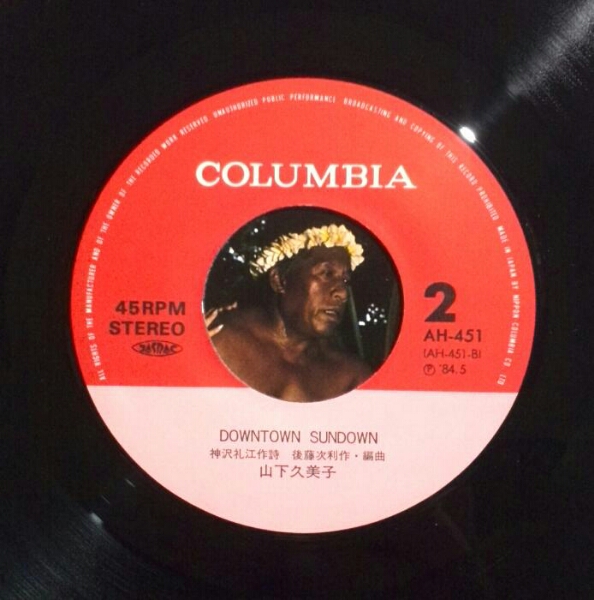 ALL RIGHTS OF THE MANUFACTURER AND OF THE OWNER OF THE RECORDED WORK RESERVED. UNAUTHORIZED PUBLIC PERFORMANCE. BROADCASTING AND COPYING OF THIS RECORD PROHIBITED. MADE IN JAPAN BY NIPPON COLUMBIA CO., LTD.
COLUMBIA
45RPM
STEREO
2
AH-451
(AH-451-B)
Ⓟ '84.5
DOWNTOWN SUNDOWN
神沢礼江作詩 後藤次利作・編曲
山下久美子